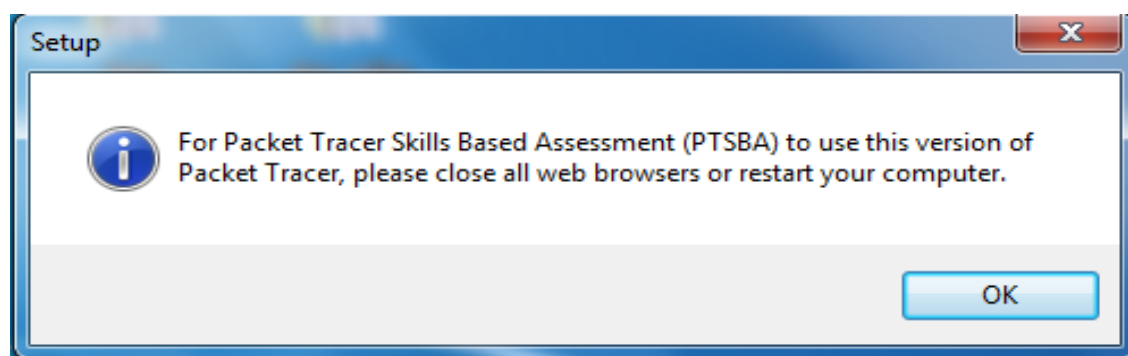 Setup
For Packet Tracer Skills Based Assessment (PTSBA) to use this version of
Packet Tracer, please close all web browsers or restart your computer.
OK